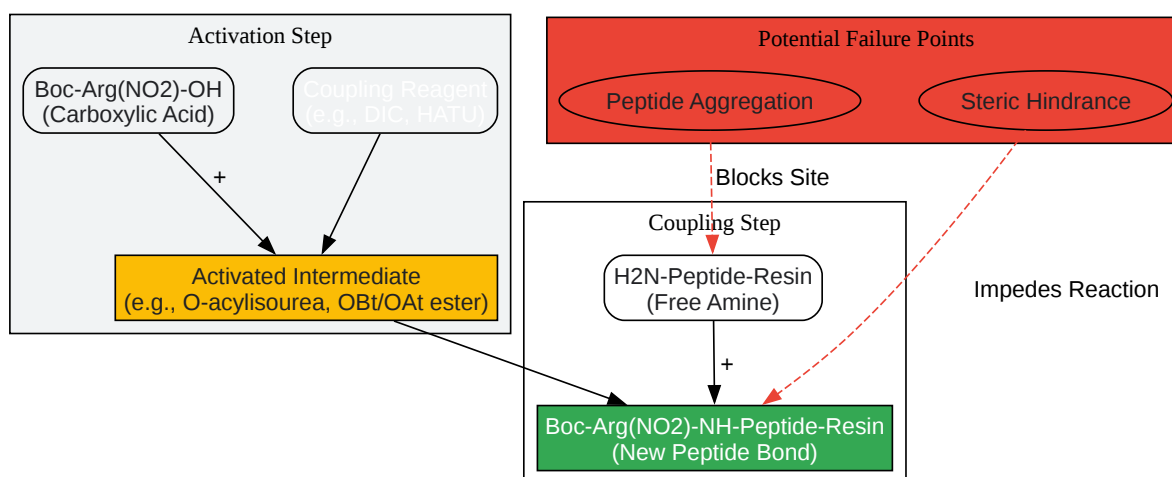 Activation Step
Boc-Arg(NO2)-OH
(Carboxylic Acid)
Coupling Reagent
(e.g., DIC, HATU)
+
Activated Intermediate
(e.g., O-acylisourea, OBt/OAt ester)
Potential Failure Points
Peptide Aggregation
Steric Hindrance
Blocks Site
Impedes Reaction
Coupling Step
H2N-Peptide-Resin
(Free Amine)
+
Boc-Arg(NO2)-NH-Peptide-Resin
(New Peptide Bond)